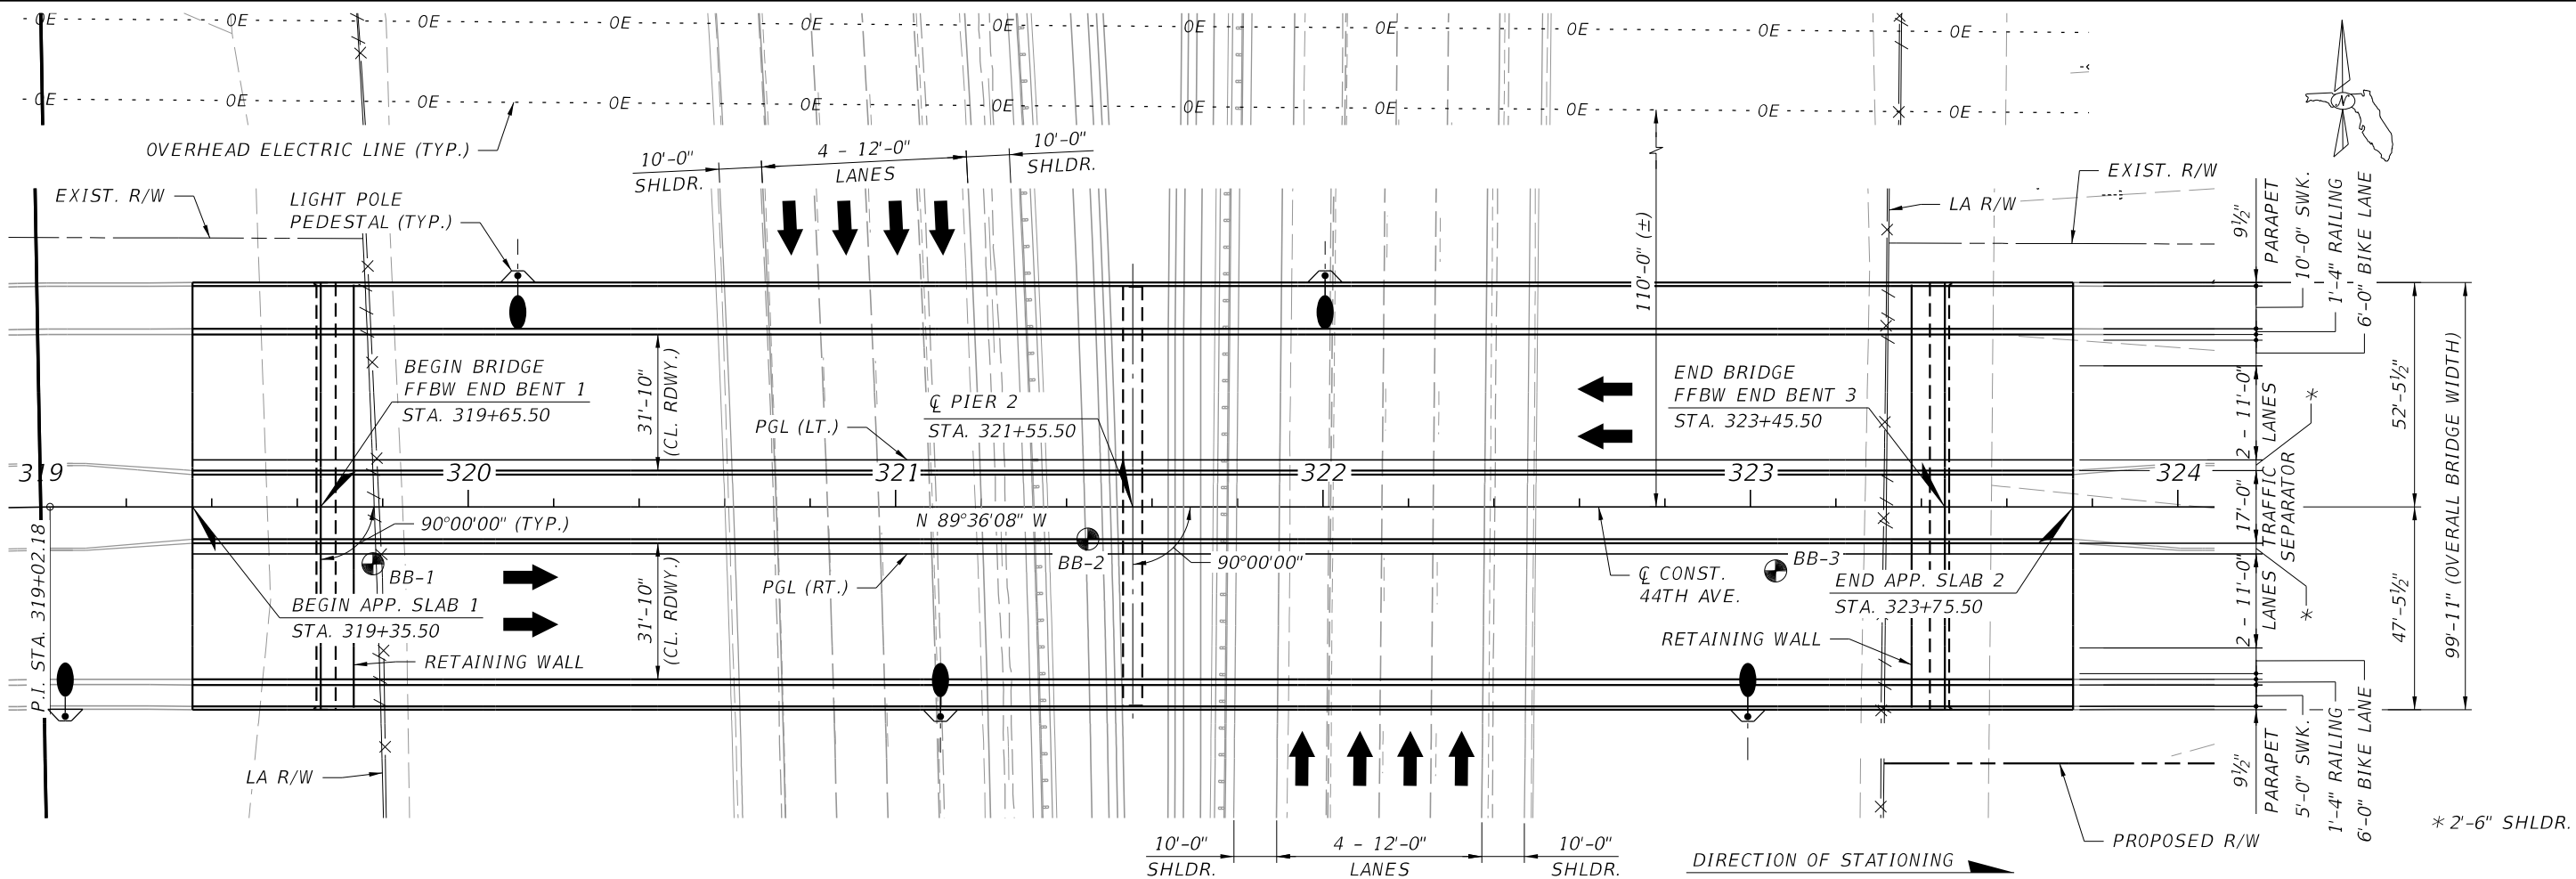 OE OE OE OE OE OE OE OE OE OE OE
OE OE OE OE OE OE OE OE OE OE OE
N
OVERHEAD ELECTRIC LINE (TYP.)
10'-0"
SHLDR.
4 - 12'-0"
LANES
10'-0"
SHLDR.
EXIST. R/W
LIGHT POLE
PEDESTAL (TYP.)
110'-0" (±)
LA R/W
EXIST. R/W
9½"
PARAPET
10'-0" SWK.
1'-4" RAILING
6'-0" BIKE LANE
BEGIN BRIDGE
FFBW END BENT 1
STA. 319+65.50
31'-10"
(CL. RDWY.)
PGL (LT.)
℄ PIER 2
STA. 321+55.50
END BRIDGE
FFBW END BENT 3
STA. 323+45.50
2 - 11'-0"
LANES
*
52'-5½"
319 320 321 322 323 324
P.I. STA. 319+02.18
90°00'00" (TYP.)
N 89°36'08" W
BB-1
BB-2
90°00'00"
BB-3
17'-0"
TRAFFIC
SEPARATOR
99'-11" (OVERALL BRIDGE WIDTH)
BEGIN APP. SLAB 1
STA. 319+35.50
31'-10"
(CL. RDWY.)
PGL (RT.)
℄ CONST.
44TH AVE.
END APP. SLAB 2
STA. 323+75.50
2 - 11'-0"
LANES
*
47'-5½"
RETAINING WALL
RETAINING WALL
LA R/W
9½"
PARAPET
5'-0" SWK.
1'-4" RAILING
6'-0" BIKE LANE
* 2'-6" SHLDR.
PROPOSED R/W
10'-0"
SHLDR.
4 - 12'-0"
LANES
10'-0"
SHLDR.
DIRECTION OF STATIONING